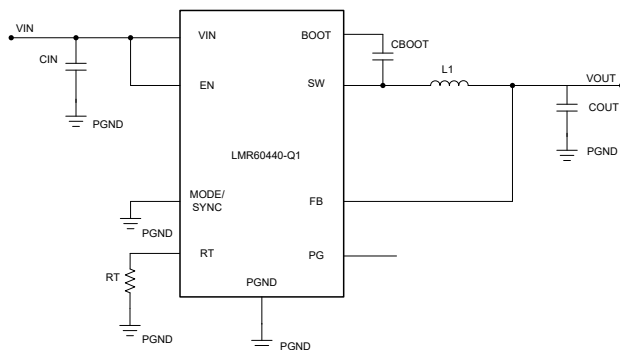 VIN
VIN
BOOT
CBOOT
CIN
L1
EN
SW
VOUT
COUT
PGND
PGND
LMR60440-Q1
MODE/
SYNC
FB
PGND
RT
PG
RT
PGND
PGND
PGND